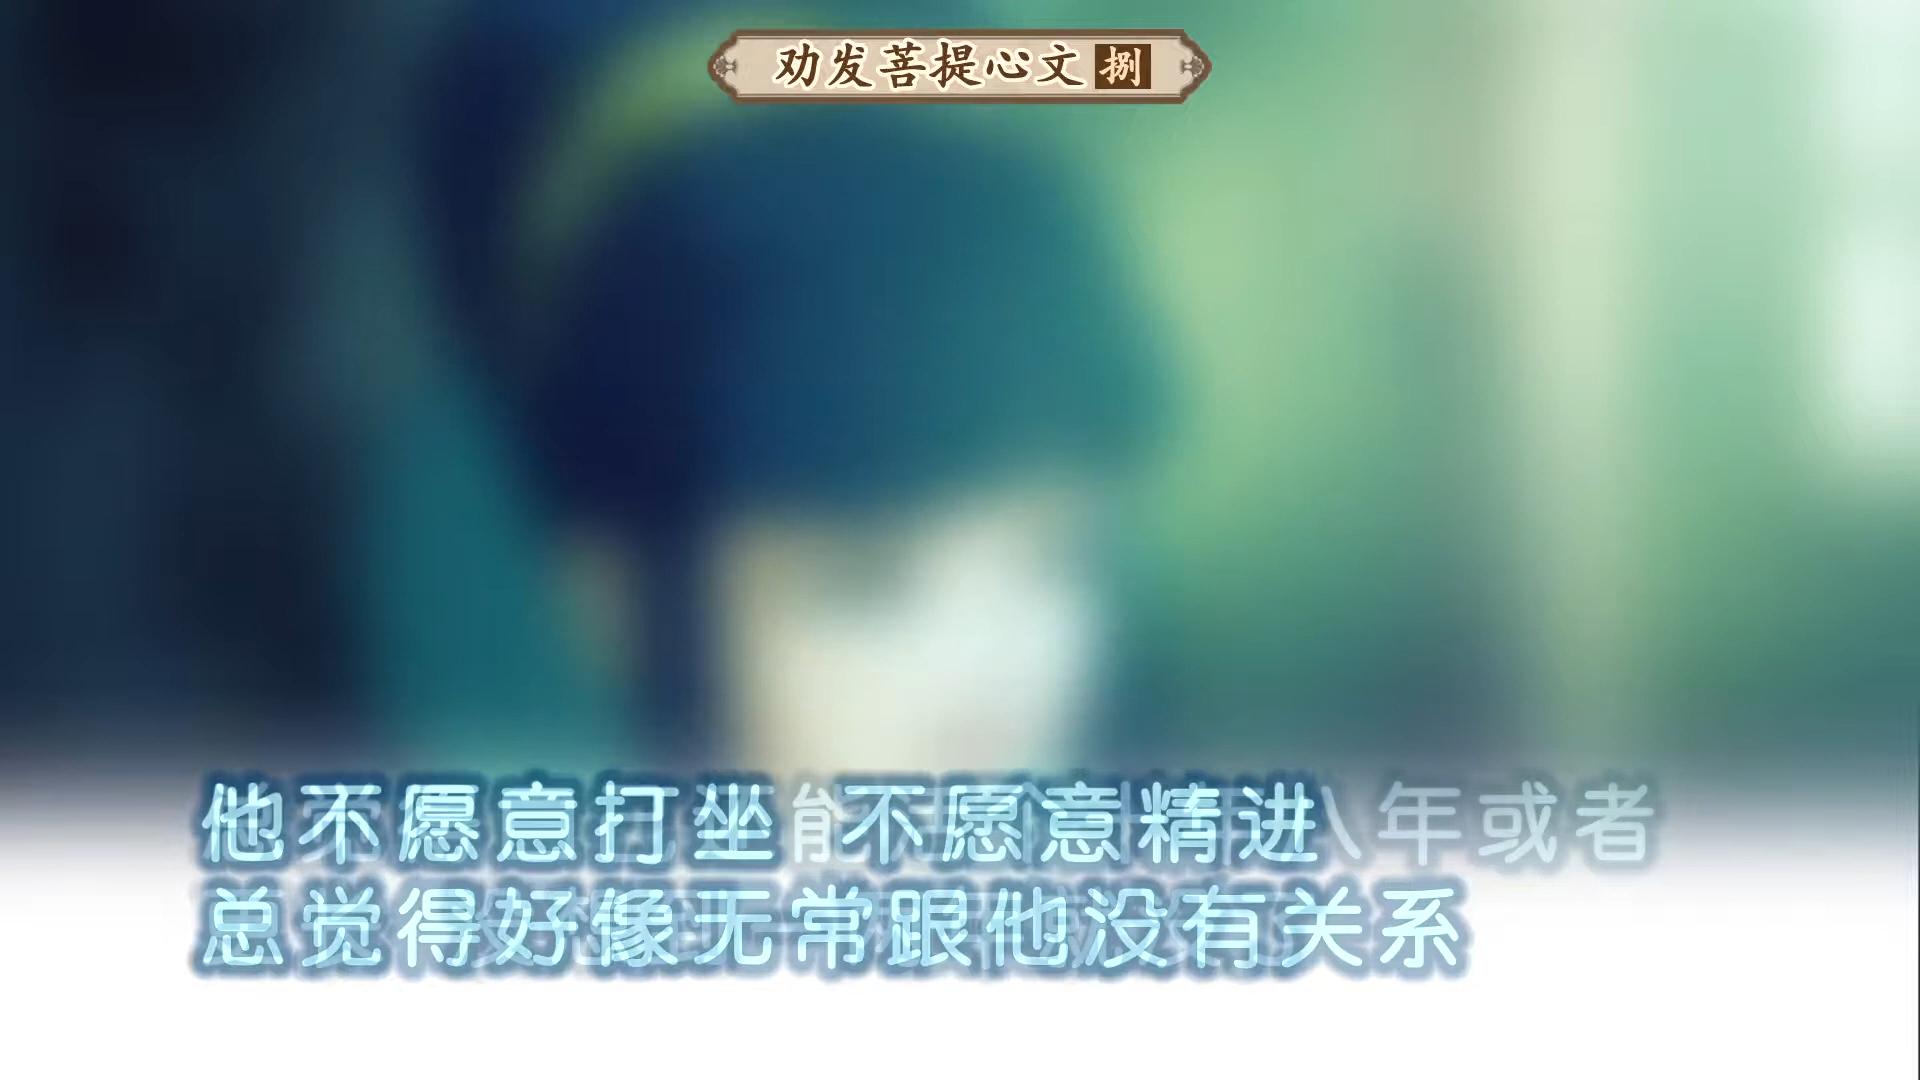 劝发菩提心文 捌
他不愿意打坐 不愿意精进
总觉得好像无常跟他没有关系
年或者